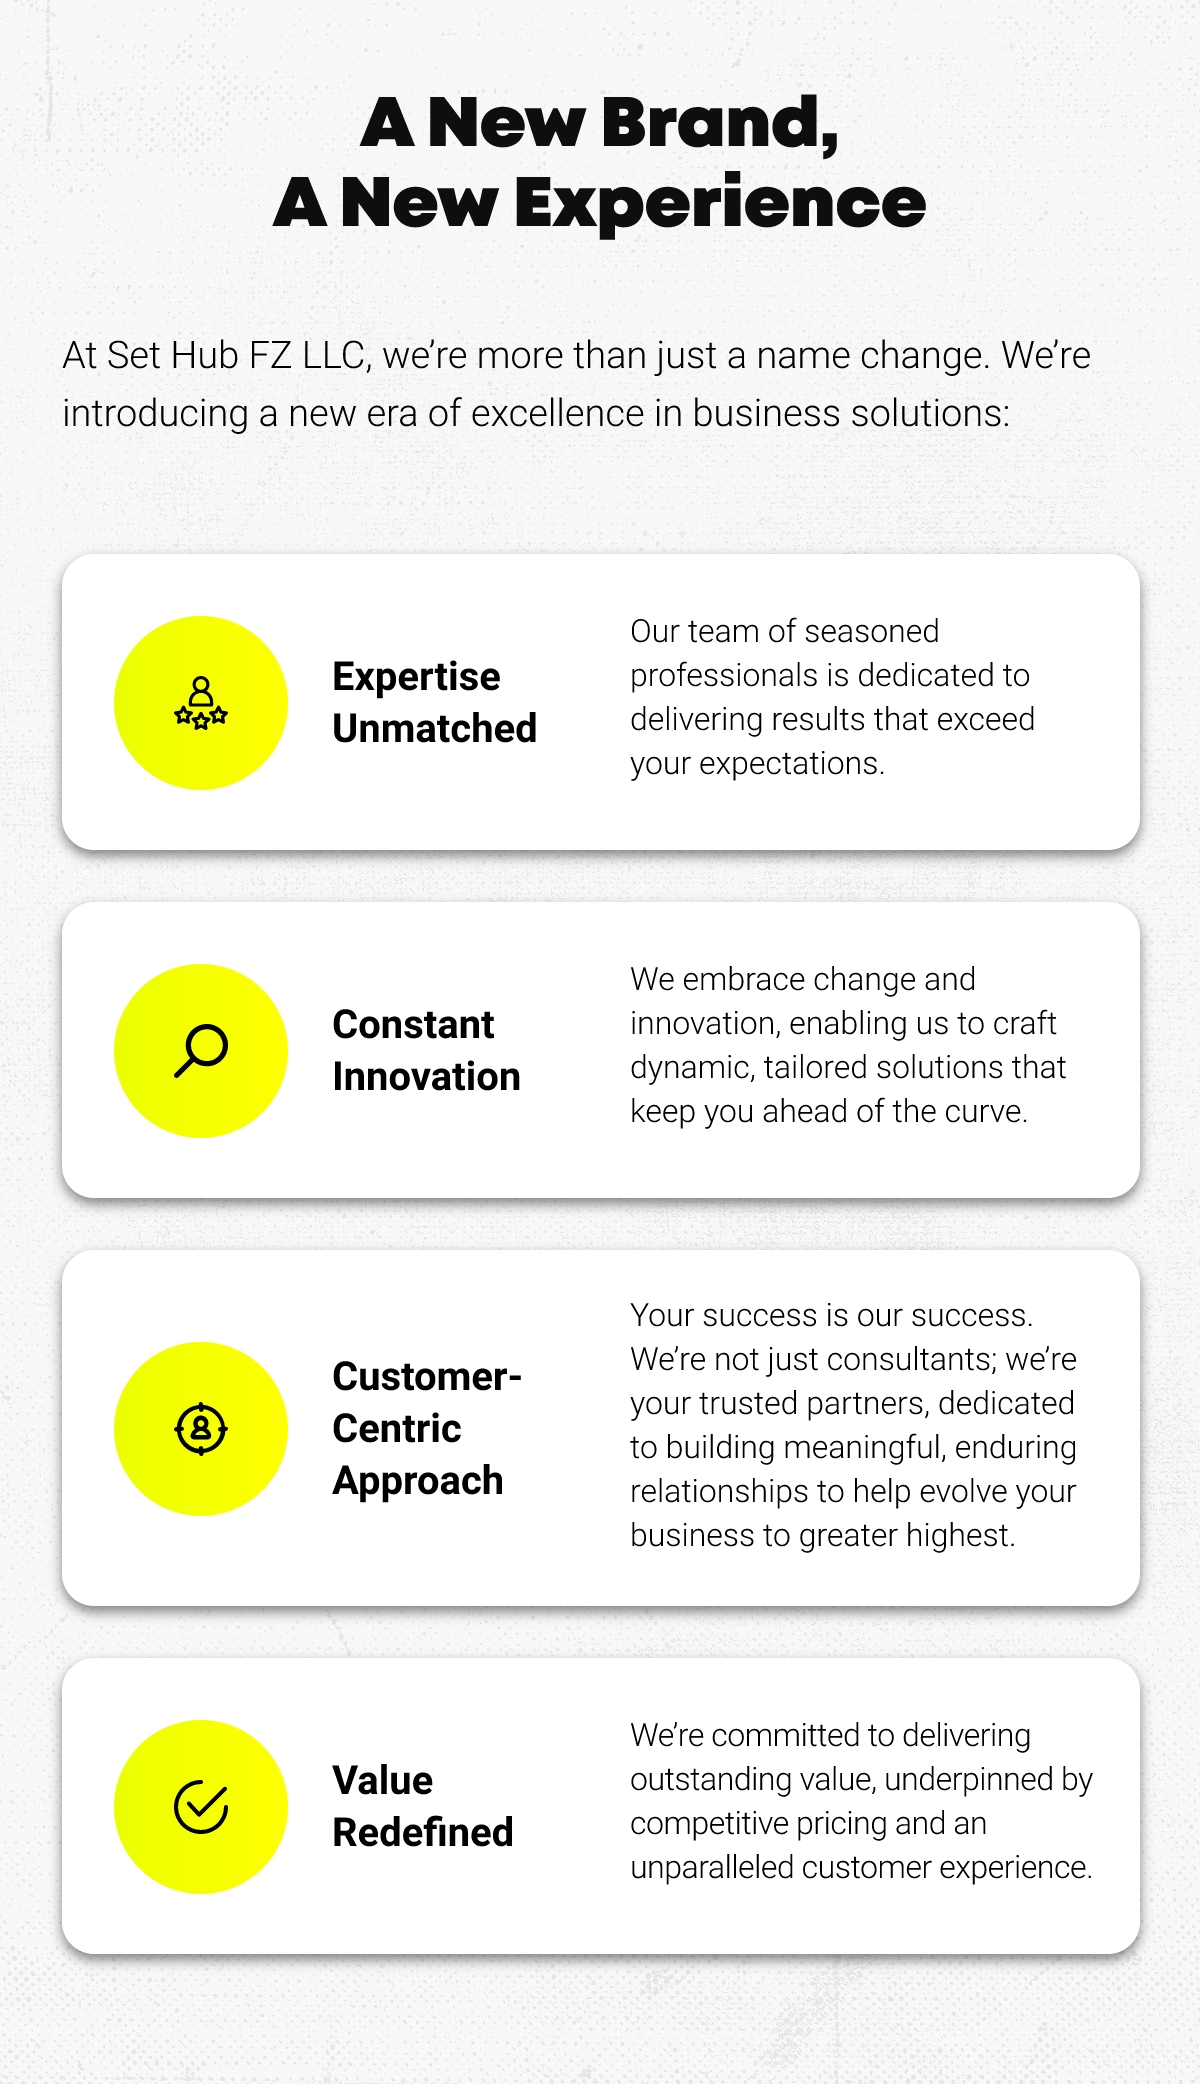 A New Brand,
A New Experience
At Set Hub FZ LLC, we’re more than just a name change. We’re
introducing a new era of excellence in business solutions:
Expertise
Unmatched
Our team of seasoned
professionals is dedicated to
delivering results that exceed
your expectations.
Constant
Innovation
We embrace change and
innovation, enabling us to craft
dynamic, tailored solutions that
keep you ahead of the curve.
Customer-
Centric
Approach
Your success is our success.
We’re not just consultants; we’re
your trusted partners, dedicated
to building meaningful, enduring
relationships to help evolve your
business to greater highest.
Value
Redefined
We’re committed to delivering
outstanding value, underpinned by
competitive pricing and an
unparalleled customer experience.